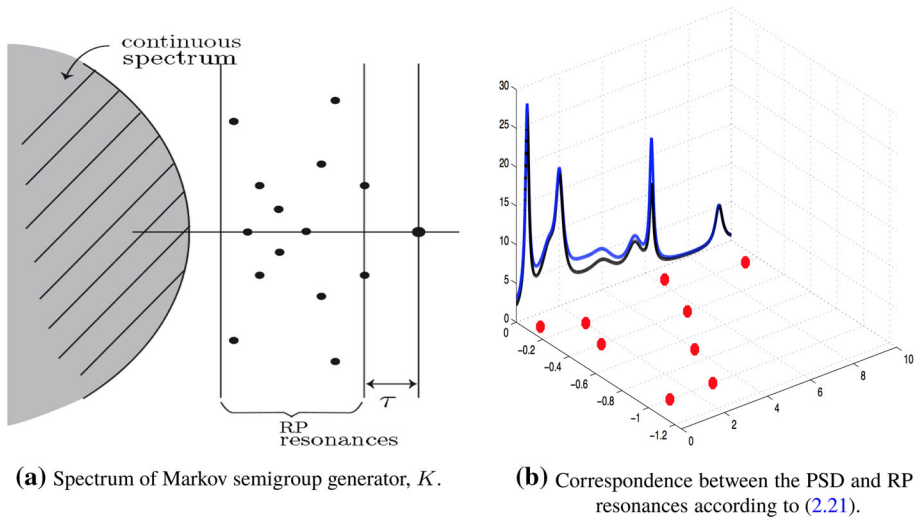 continuous
spectrum
τ
RP
resonances
(a) Spectrum of Markov semigroup generator, K.
30
25
20
15
10
5
0
0
−0.2
−0.4
−0.6
−0.8
−1
−1.2
0
2
4
6
8
10
(b) Correspondence between the PSD and RP
resonances according to (2.21).